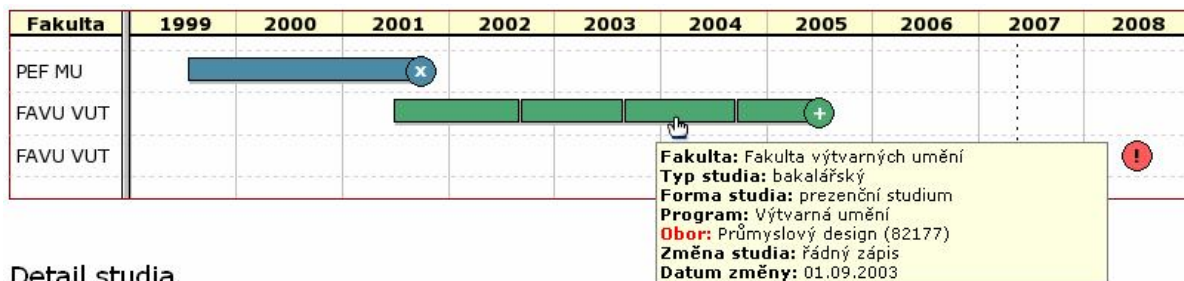 Fakulta 1999 2000 2001 2002 2003 2004 2005 2006 2007 2008
PEF MU x
FAVU VUT +
FAVU VUT !
Fakulta: Fakulta výtvarných umění
Typ studia: bakalářský
Forma studia: prezenční studium
Program: Výtvarná umění
Obor: Průmyslový design (82177)
Změna studia: řádný zápis
Datum změny: 01.09.2003
Detail studia